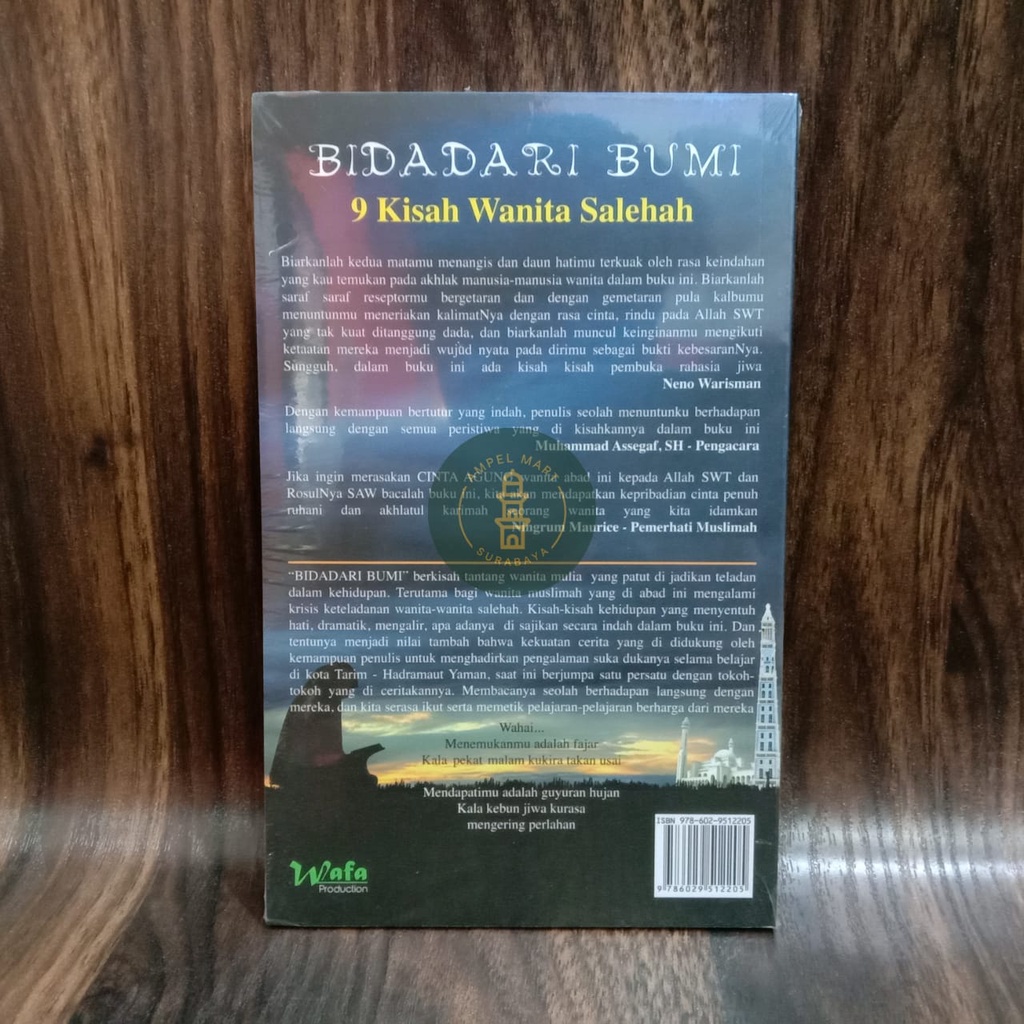 BIDADARI BUMI
9 Kisah Wanita Salehah
Biarkanlah kedua matamu menangis dan daun hatimu terkuak oleh rasa keindahan
yang kau temukan pada akhlak manusia-manusia wanita dalam buku ini. Biarkanlah
saraf saraf reseptormu bergetaran dan dengan gemetaran pula kalbumu
menuntunmu meneriakan kalimatNya dengan rasa cinta, rindu pada Allah SWT
yang tak kuat ditanggung dada, dan biarkanlah muncul keinginanmu mengikuti
ketaatan mereka menjadi wujud nyata pada dirimu sebagai bukti kebesaranNya.
Sungguh, dalam buku ini ada kisah kisah pembuka rahasia jiwa
Neno Warisman
Dengan kemampuan bertutur yang indah, penulis seolah menuntunku berhadapan
langsung dengan semua peristiwa yang di kisahkannya dalam buku ini
Muhammad Assegaf, SH - Pengacara
Jika ingin merasakan CINTA AGUNG wanita abad ini kepada Allah SWT dan
RosulNya SAW bacalah buku ini, kita akan mendapatkan kepribadian cinta penuh
ruhani dan akhlatul karimah seorang wanita yang kita idamkan
Ningrum Maurice - Pemerhati Muslimah
AMPEL MART
SURABAYA
“BIDADARI BUMI” berkisah tantang wanita mulia yang patut di jadikan teladan
dalam kehidupan. Terutama bagi wanita muslimah yang di abad ini mengalami
krisis keteladanan wanita-wanita salehah. Kisah-kisah kehidupan yang menyentuh
hati, dramatik, mengalir, apa adanya di sajikan secara indah dalam buku ini. Dan
tentunya menjadi nilai tambah bahwa kekuatan cerita yang di didukung oleh
kemampuan penulis untuk menghadirkan pengalaman suka dukanya selama belajar
di kota Tarim - Hadramaut Yaman, saat ini berjumpa satu persatu dengan tokoh-
tokoh yang di ceritakannya. Membacanya seolah berhadapan langsung dengan
mereka, dan kita serasa ikut serta memetik pelajaran-pelajaran berharga dari mereka
Wahai...
Menemukanmu adalah fajar
Kala pekat malam kukira takan usai
Mendapatimu adalah guyuran hujan
Kala kebun jiwa kurasa
mengering perlahan
Wafa
Production
ISBN 978-602-9512205
9 786029 512205